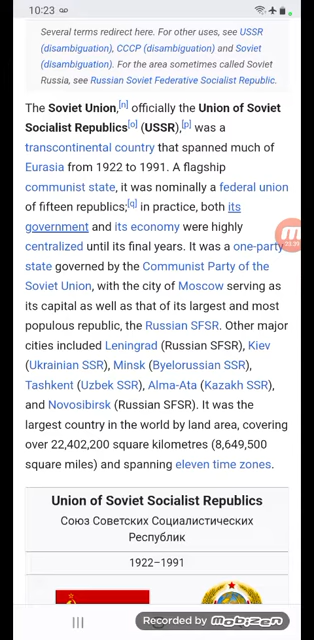 10:23
Several terms redirect here. For other uses, see USSR
(disambiguation), CCCP (disambiguation) and Soviet
(disambiguation). For the area sometimes called Soviet
Russia, see Russian Soviet Federative Socialist Republic.
The Soviet Union,[n] officially the Union of Soviet
Socialist Republics[o] (USSR),[p] was a
transcontinental country that spanned much of
Eurasia from 1922 to 1991. A flagship
communist state, it was nominally a federal union
of fifteen republics;[q] in practice, both its
government and its economy were highly
centralized until its final years. It was a one-party
state governed by the Communist Party of the
Soviet Union, with the city of Moscow serving as
its capital as well as that of its largest and most
populous republic, the Russian SFSR. Other major
cities included Leningrad (Russian SFSR), Kiev
(Ukrainian SSR), Minsk (Byelorussian SSR),
Tashkent (Uzbek SSR), Alma-Ata (Kazakh SSR),
and Novosibirsk (Russian SFSR). It was the
largest country in the world by land area, covering
over 22,402,200 square kilometres (8,649,500
square miles) and spanning eleven time zones.
Union of Soviet Socialist Republics
Союз Советских Социалистических
Республик
1922–1991
Recorded by mobizen